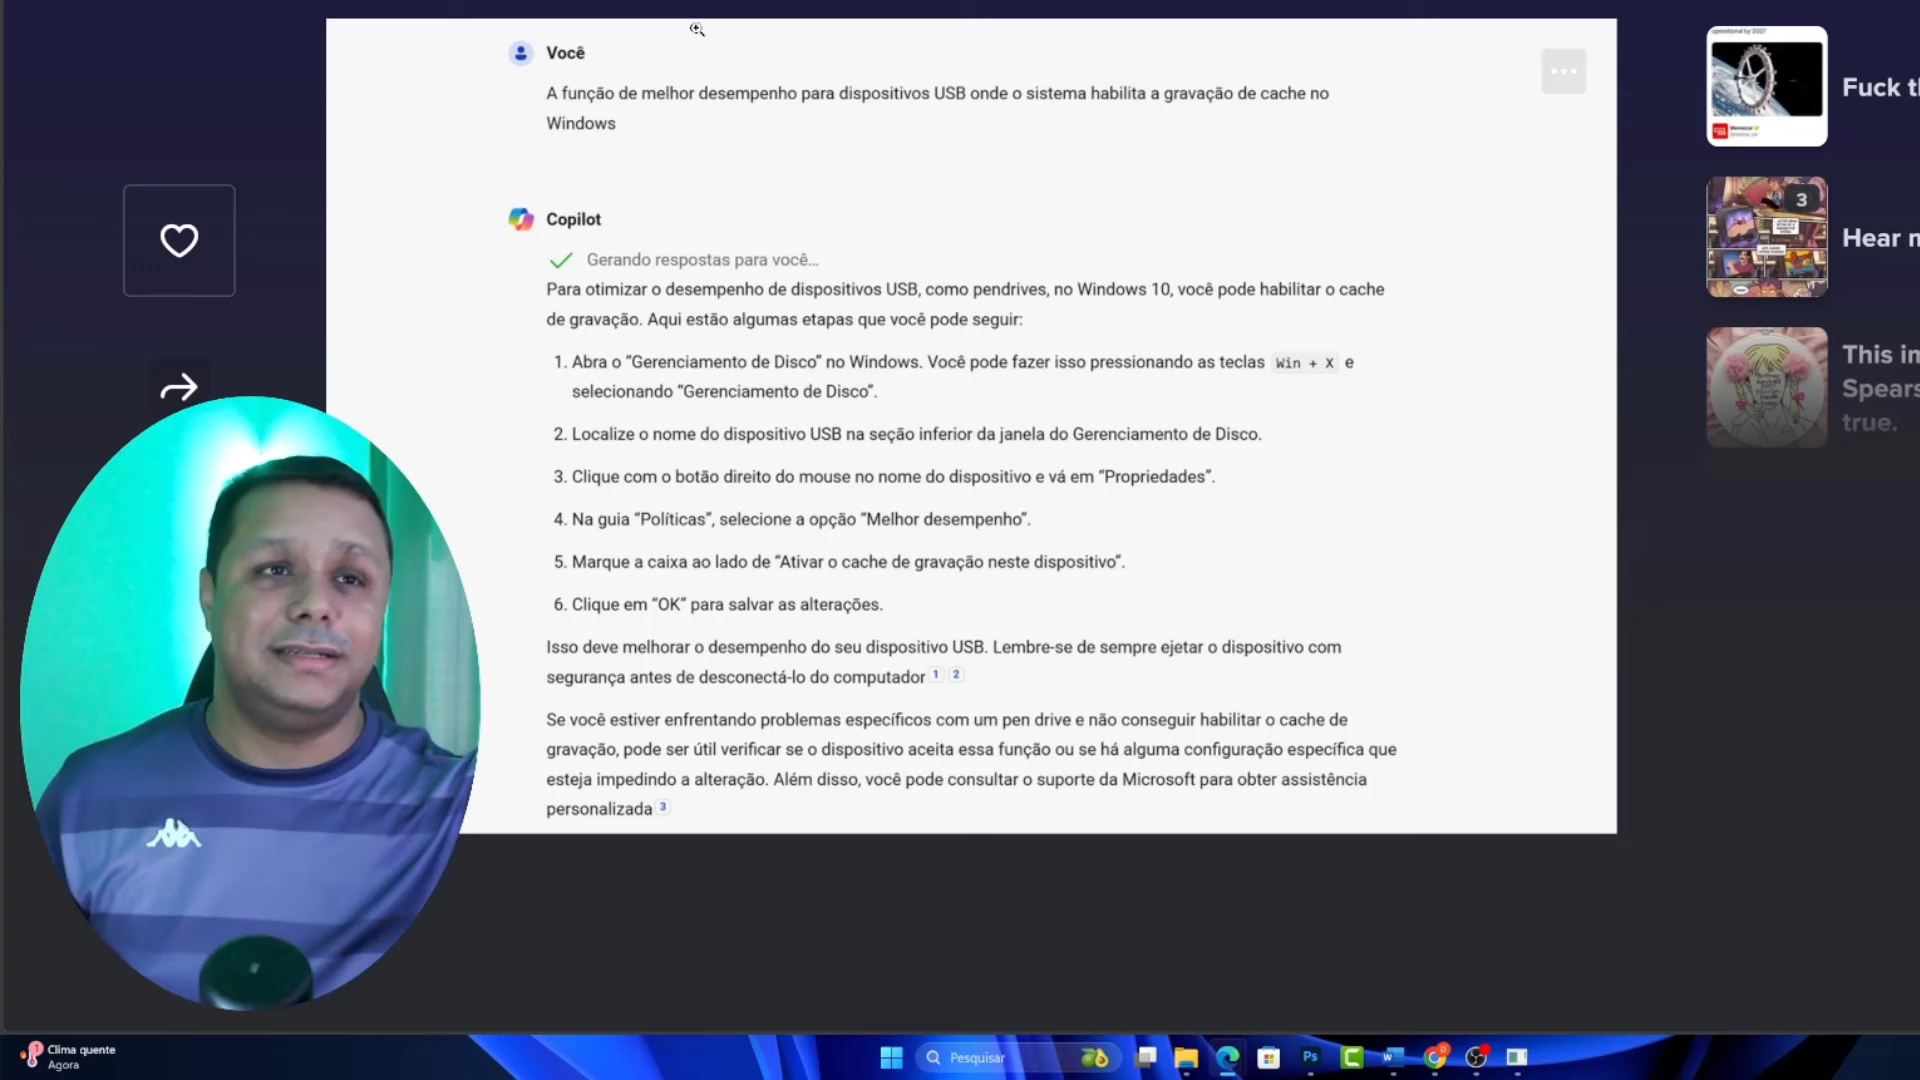 Você
A função de melhor desempenho para dispositivos USB onde o sistema habilita a gravação de cache no
Windows
Copilot
Gerando respostas para você...
Para otimizar o desempenho de dispositivos USB, como pendrives, no Windows 10, você pode habilitar o cache
de gravação. Aqui estão algumas etapas que você pode seguir:
1. Abra o “Gerenciamento de Disco” no Windows. Você pode fazer isso pressionando as teclas Win + X e
selecionando “Gerenciamento de Disco”.
2. Localize o nome do dispositivo USB na seção inferior da janela do Gerenciamento de Disco.
3. Clique com o botão direito do mouse no nome do dispositivo e vá em “Propriedades”.
4. Na guia “Políticas”, selecione a opção “Melhor desempenho”.
5. Marque a caixa ao lado de “Ativar o cache de gravação neste dispositivo”.
6. Clique em “OK” para salvar as alterações.
Isso deve melhorar o desempenho do seu dispositivo USB. Lembre-se de sempre ejetar o dispositivo com
segurança antes de desconectá-lo do computador 1 2
Se você estiver enfrentando problemas específicos com um pen drive e não conseguir habilitar o cache de
gravação, pode ser útil verificar se o dispositivo aceita essa função ou se há alguma configuração específica que
esteja impedindo a alteração. Além disso, você pode consultar o suporte da Microsoft para obter assistência
personalizada 3
operational by 2027
Fuck th
3
Hear m
This im
Spears
true.
1
Clima quente
Agora
Pesquisar
Ps